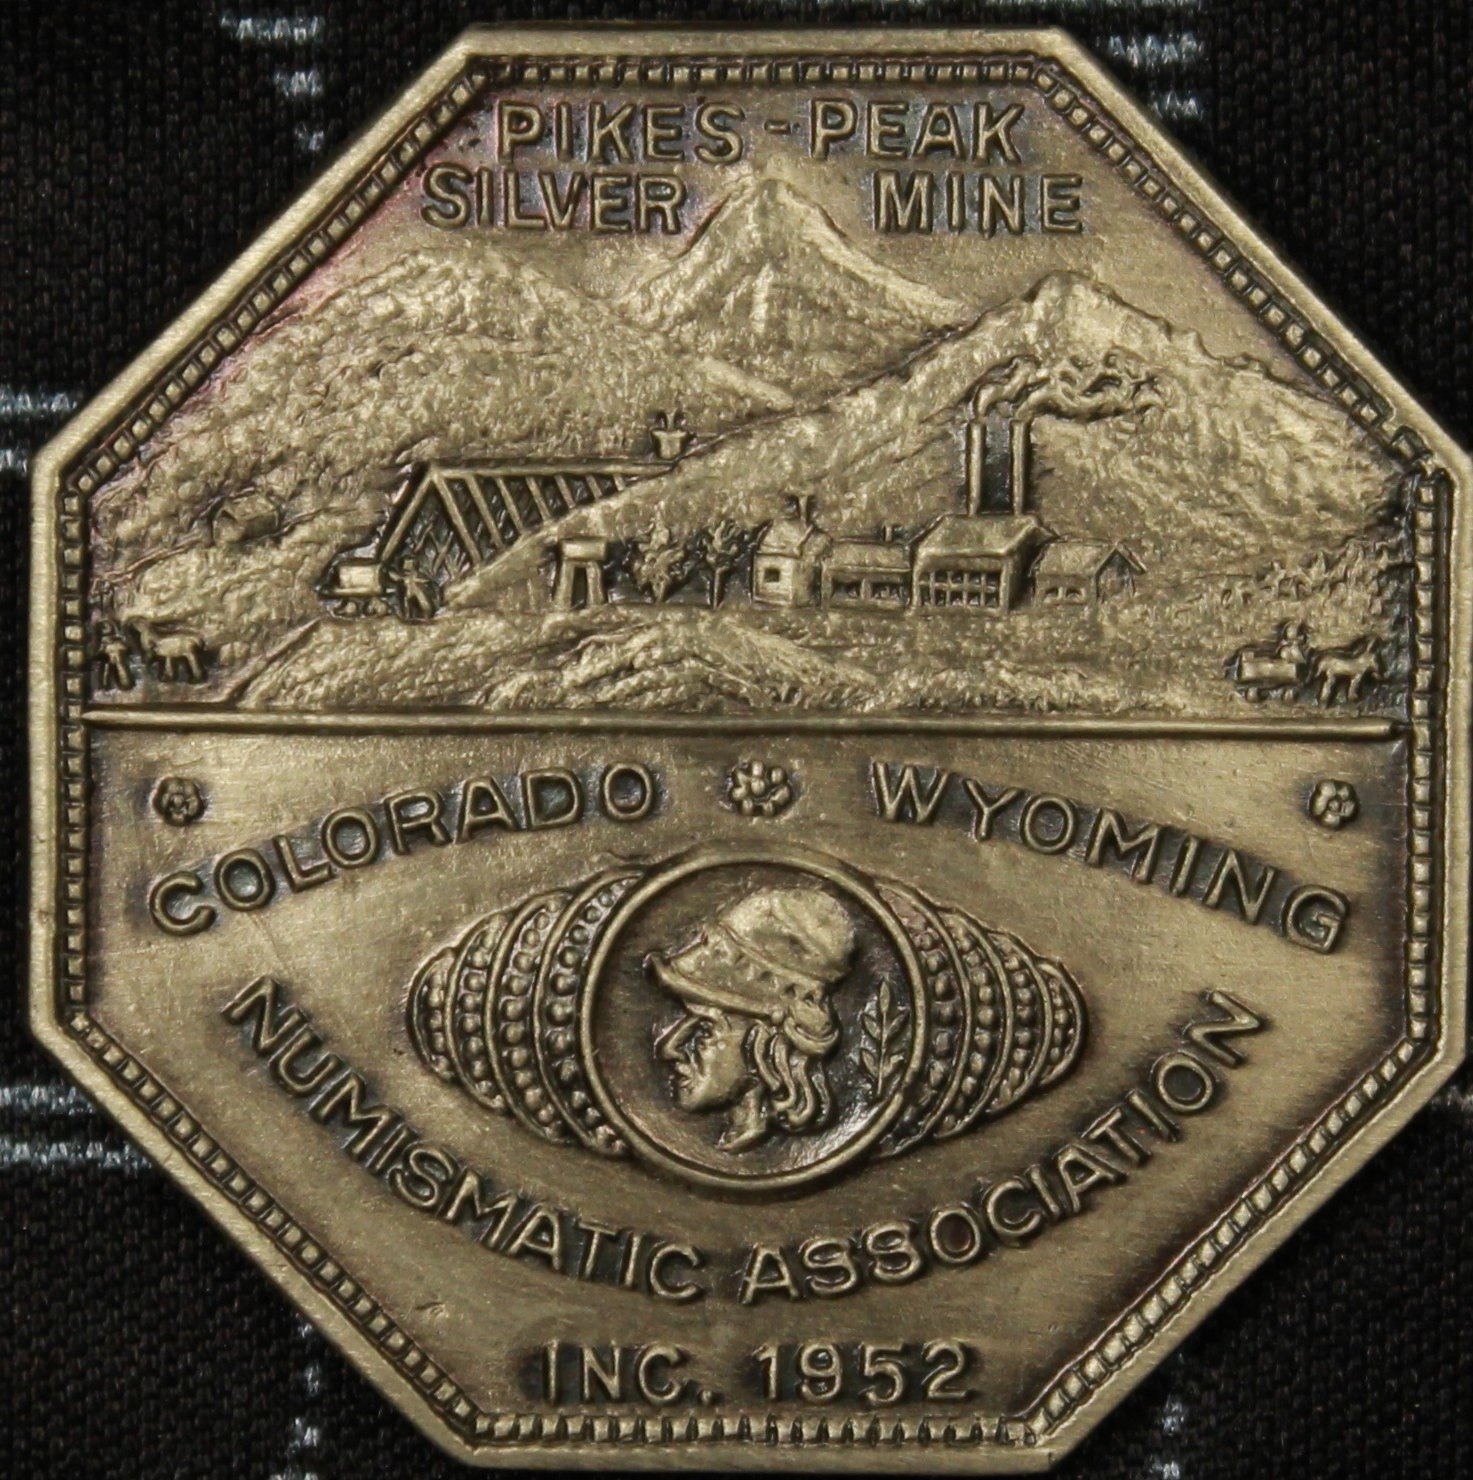 PIKES - PEAK
SILVER MINE
COLORADO WYOMING
NUMISMATIC ASSOCIATION
INC. 1952